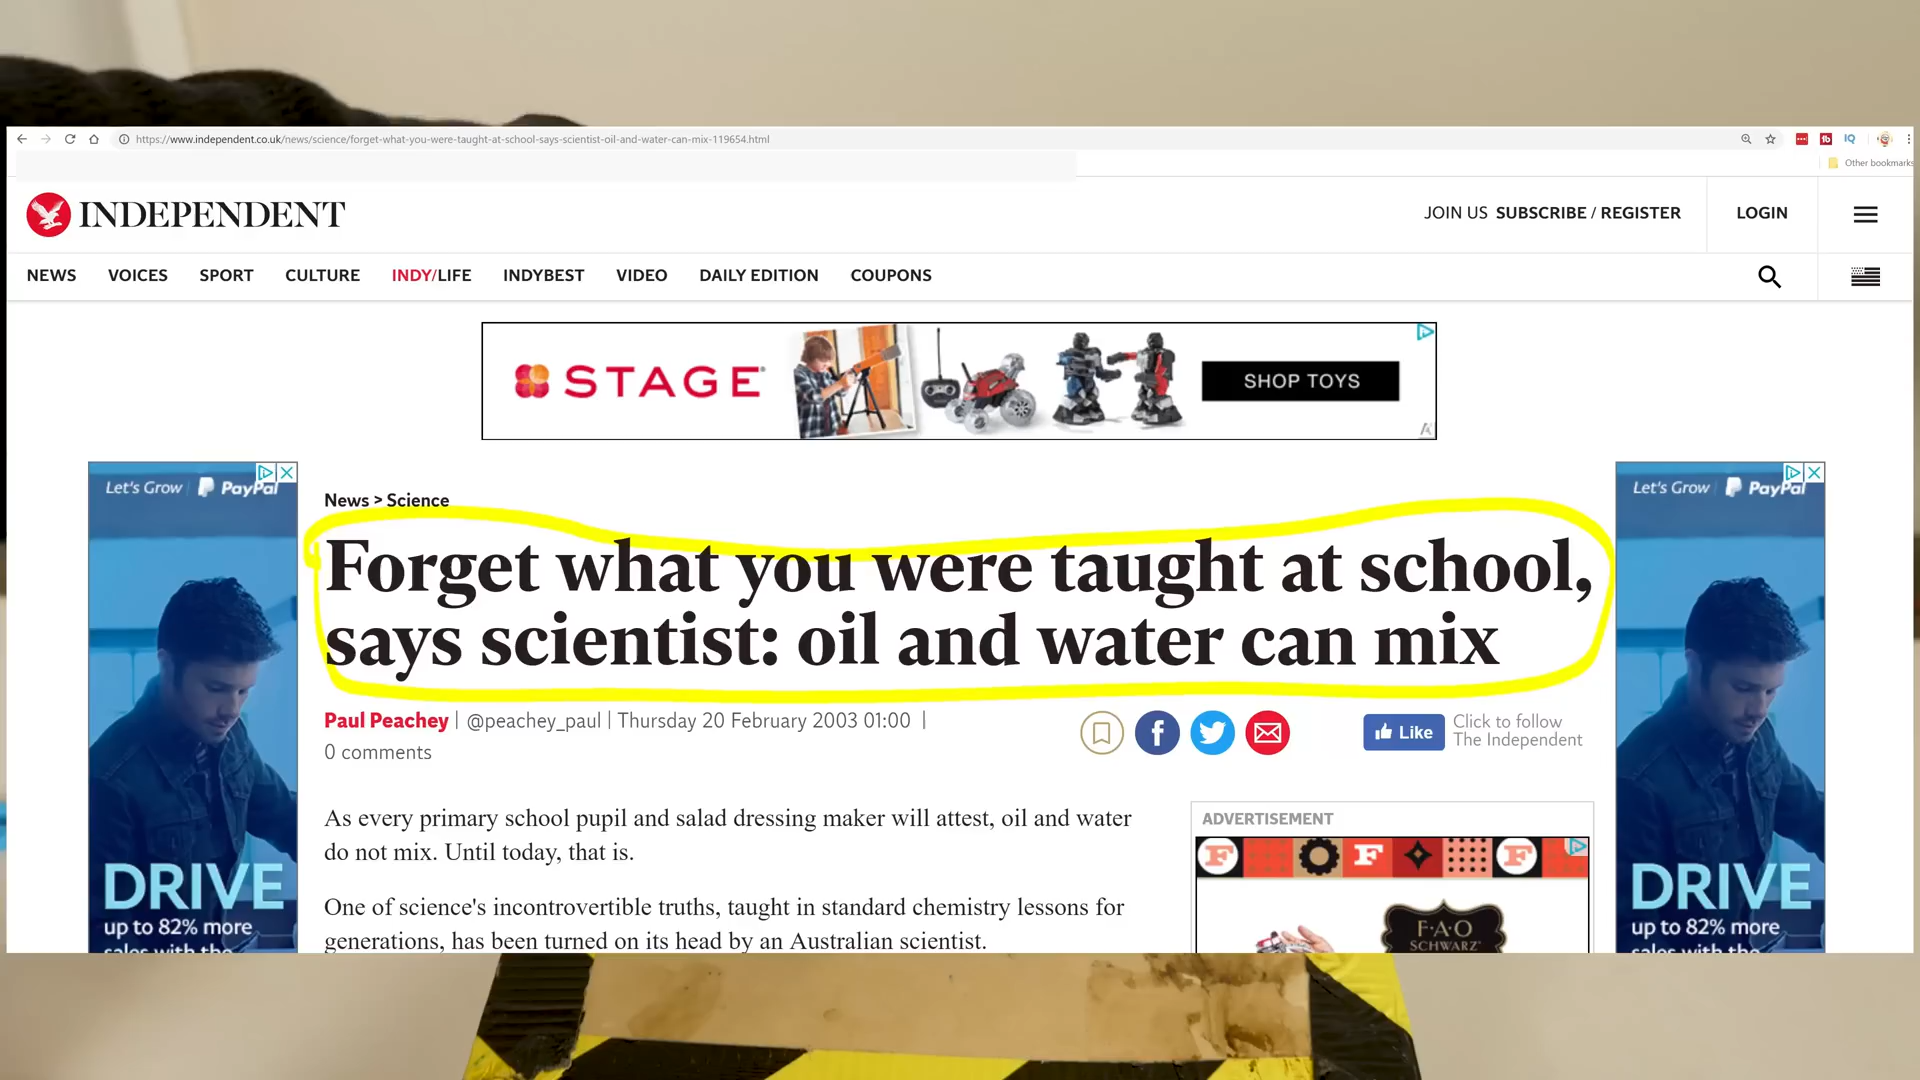 https://www.independent.co.uk/news/science/forget-what-you-were-taught-at-school-says-scientist-oil-and-water-can-mix-119654.html
Other bookmarks
INDEPENDENT
JOIN US SUBSCRIBE / REGISTER
LOGIN
NEWS VOICES SPORT CULTURE INDY/LIFE INDYBEST VIDEO DAILY EDITION COUPONS
STAGE
SHOP TOYS
Let's Grow PayPal
News > Science
Let's Grow PayPal
Forget what you were taught at school,
says scientist: oil and water can mix
Paul Peachey | @peachey_paul | Thursday 20 February 2003 01:00 |
0 comments
Like
Click to follow
The Independent
As every primary school pupil and salad dressing maker will attest, oil and water
do not mix. Until today, that is.
One of science's incontrovertible truths, taught in standard chemistry lessons for
generations, has been turned on its head by an Australian scientist.
ADVERTISEMENT
F F F
F·A·O
SCHWARZ
DRIVE
up to 82% more
sales with the
DRIVE
up to 82% more
sales with the